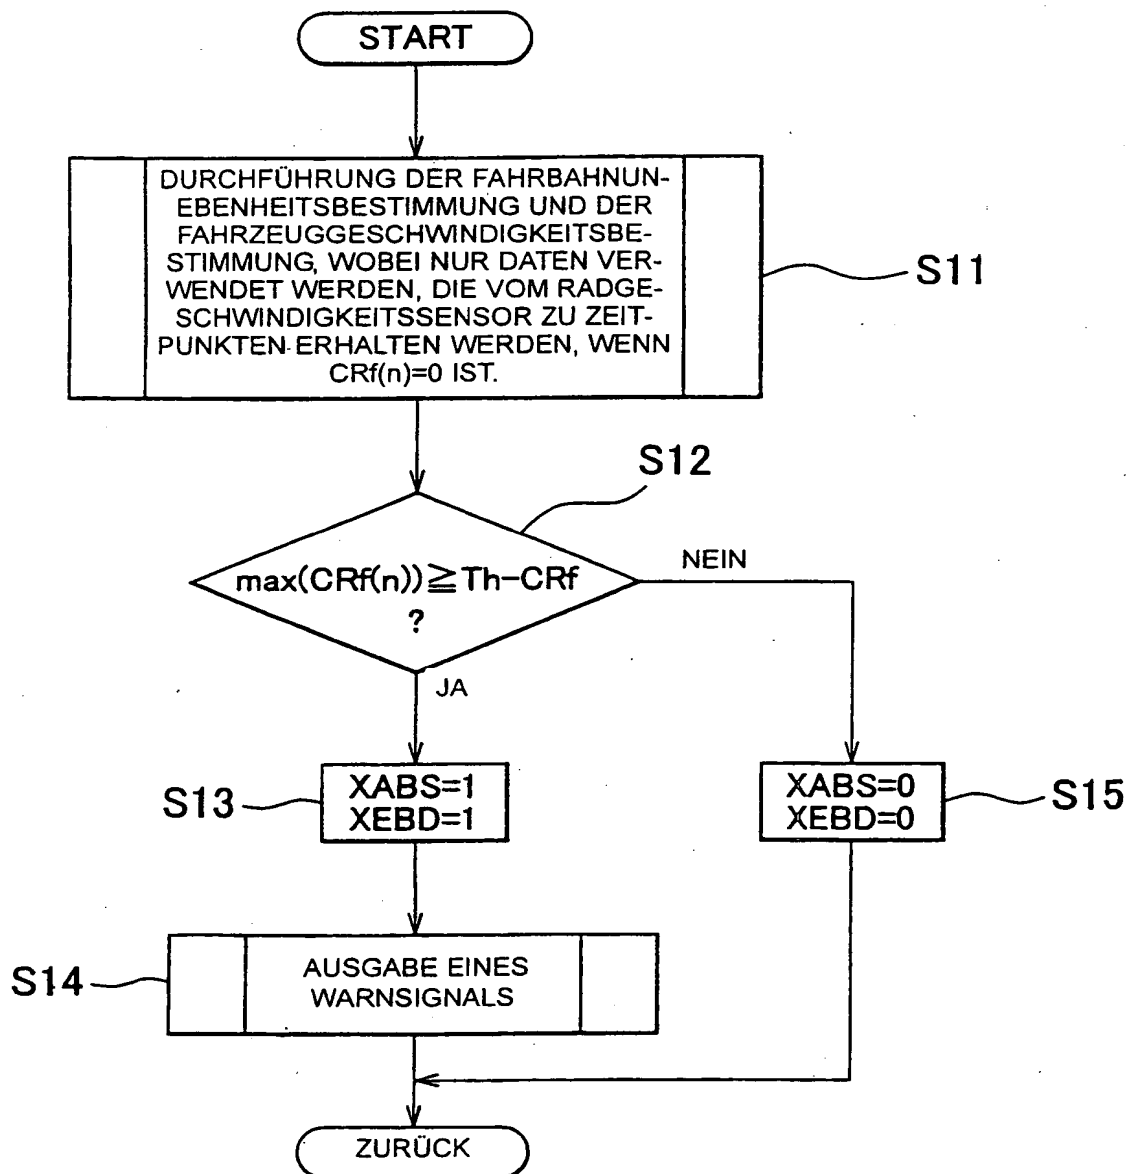 START
DURCHFÜHRUNG DER FAHRBAHNUN-
EBENHEITSBESTIMMUNG UND DER
FAHRZEUGGESCHWINDIGKEITSBE-
STIMMUNG, WOBEI NUR DATEN VER-
WENDET WERDEN, DIE VOM RADGE-
SCHWINDIGKEITSSENSOR ZU ZEIT-
PUNKTEN ERHALTEN WERDEN, WENN
CRf(n)=0 IST.
S11
S12
max(CRf(n))≧Th-CRf
?
NEIN
JA
S13
XABS=1
XEBD=1
XABS=0
XEBD=0
S15
S14
AUSGABE EINES
WARNSIGNALS
ZURÜCK